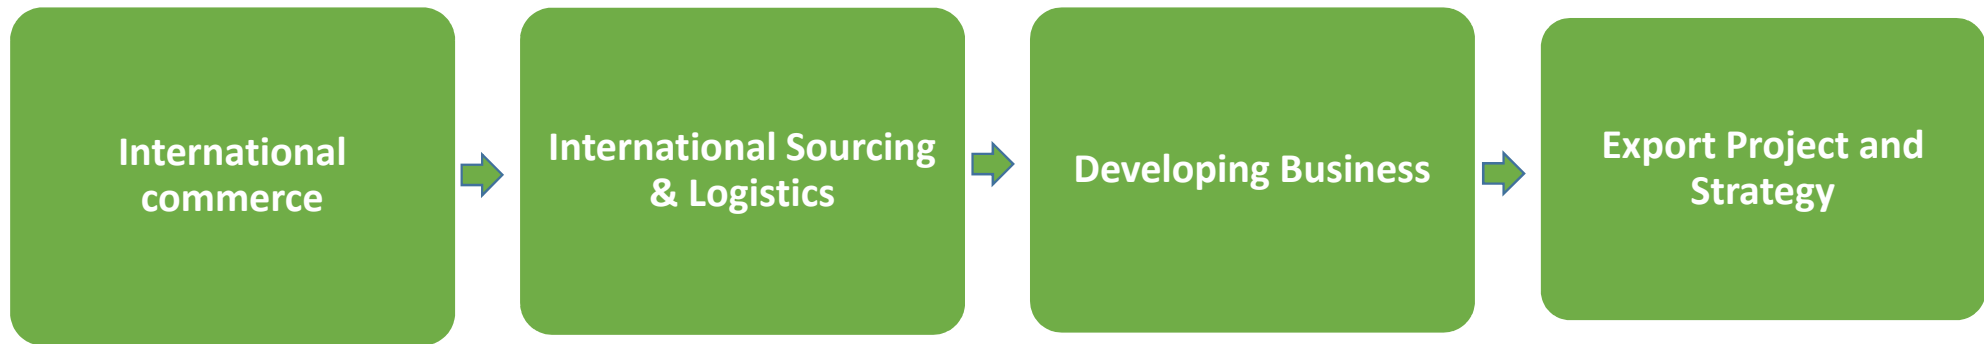 International
commerce
International Sourcing
& Logistics
Developing Business
Export Project and
Strategy